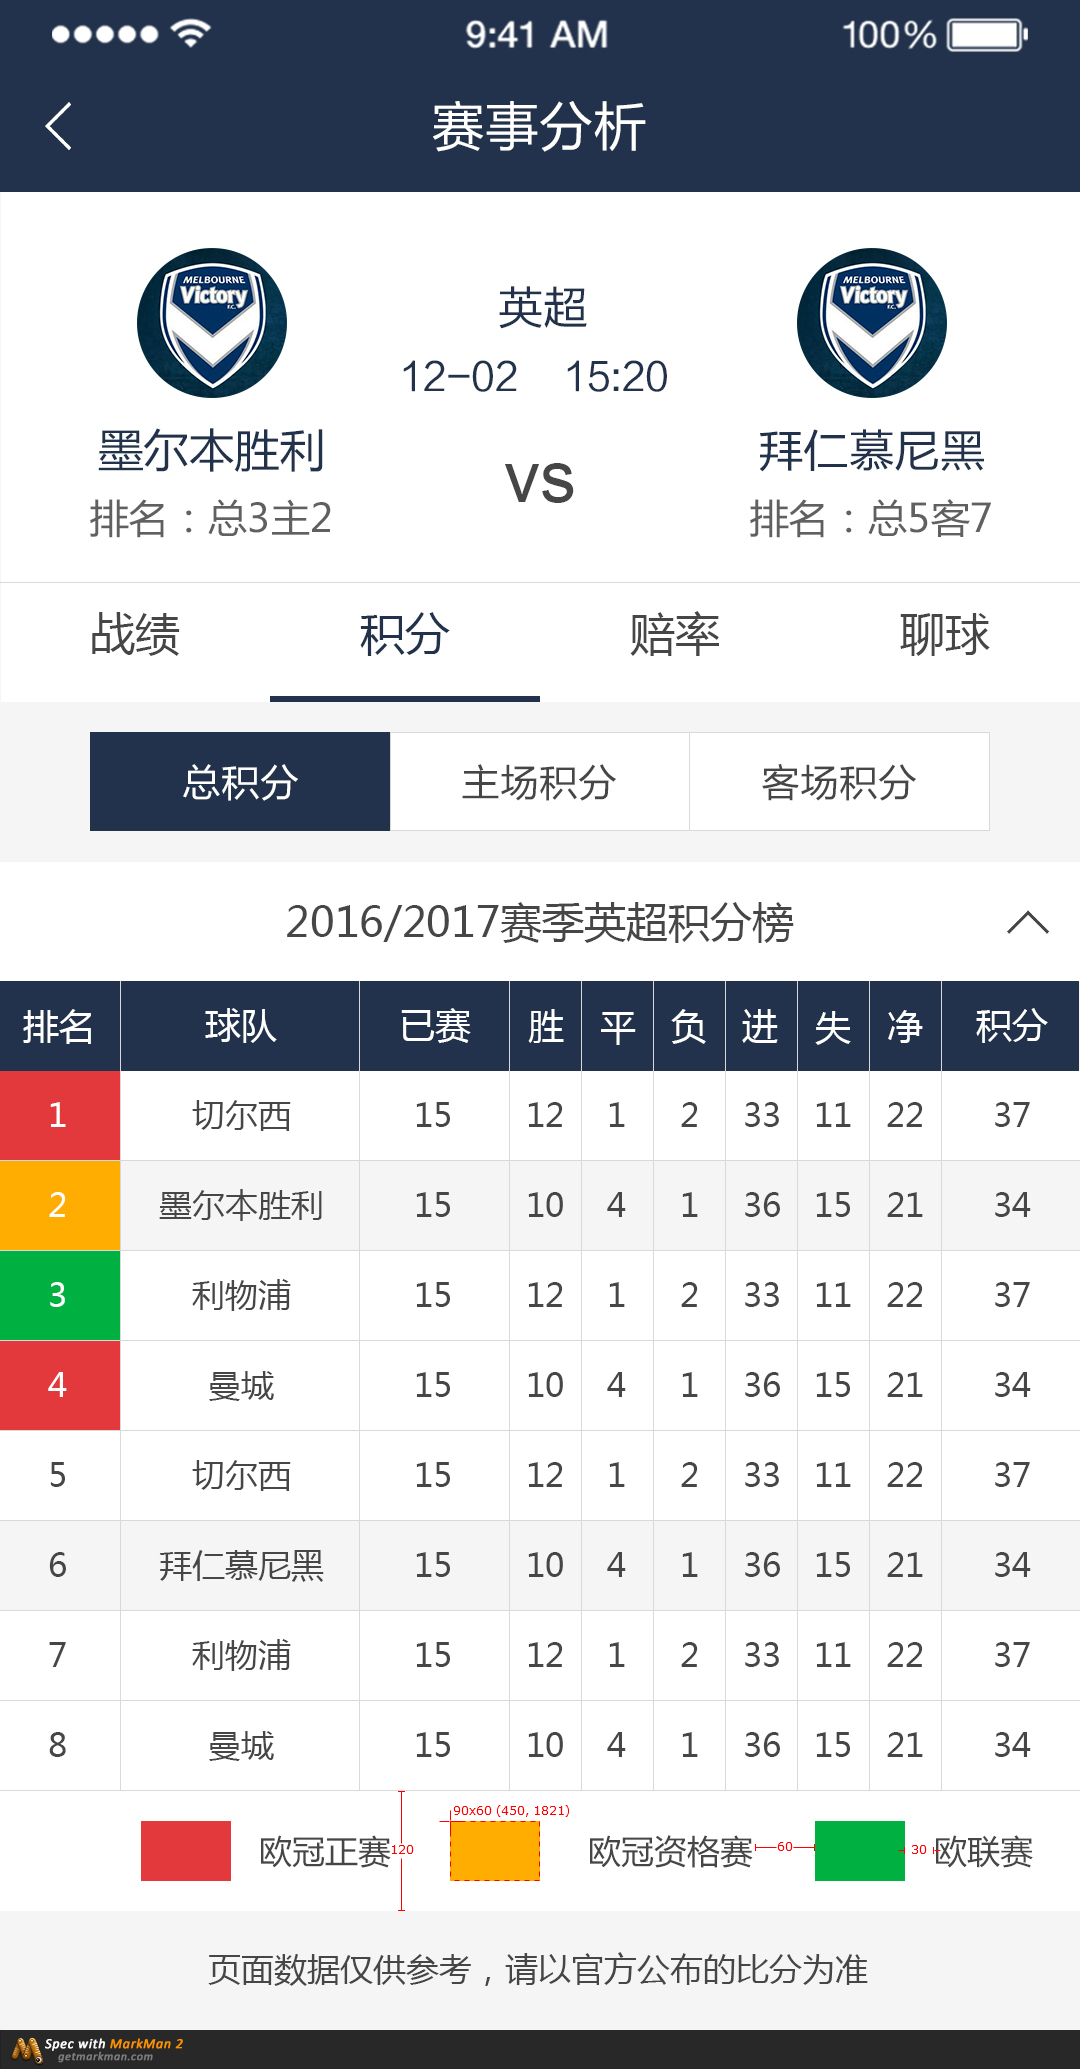 9:41 AM 100%
赛事分析
MELBOURNE Victory F.C.
MELBOURNE Victory F.C.
英超
12-02 15:20
墨尔本胜利 VS 拜仁慕尼黑
排名：总3主2 排名：总5客7
战绩 积分 赔率 聊球
总积分 主场积分 客场积分
2016/2017赛季英超积分榜
排名 球队 已赛 胜 平 负 进 失 净 积分
1 切尔西 15 12 1 2 33 11 22 37
2 墨尔本胜利 15 10 4 1 36 15 21 34
3 利物浦 15 12 1 2 33 11 22 37
4 曼城 15 10 4 1 36 15 21 34
5 切尔西 15 12 1 2 33 11 22 37
6 拜仁慕尼黑 15 10 4 1 36 15 21 34
7 利物浦 15 12 1 2 33 11 22 37
8 曼城 15 10 4 1 36 15 21 34
90x60 (450, 1821)
欧冠正赛 120 欧冠资格赛 60 30 欧联赛
页面数据仅供参考，请以官方公布的比分为准
Spec with MarkMan 2
getmarkman.com